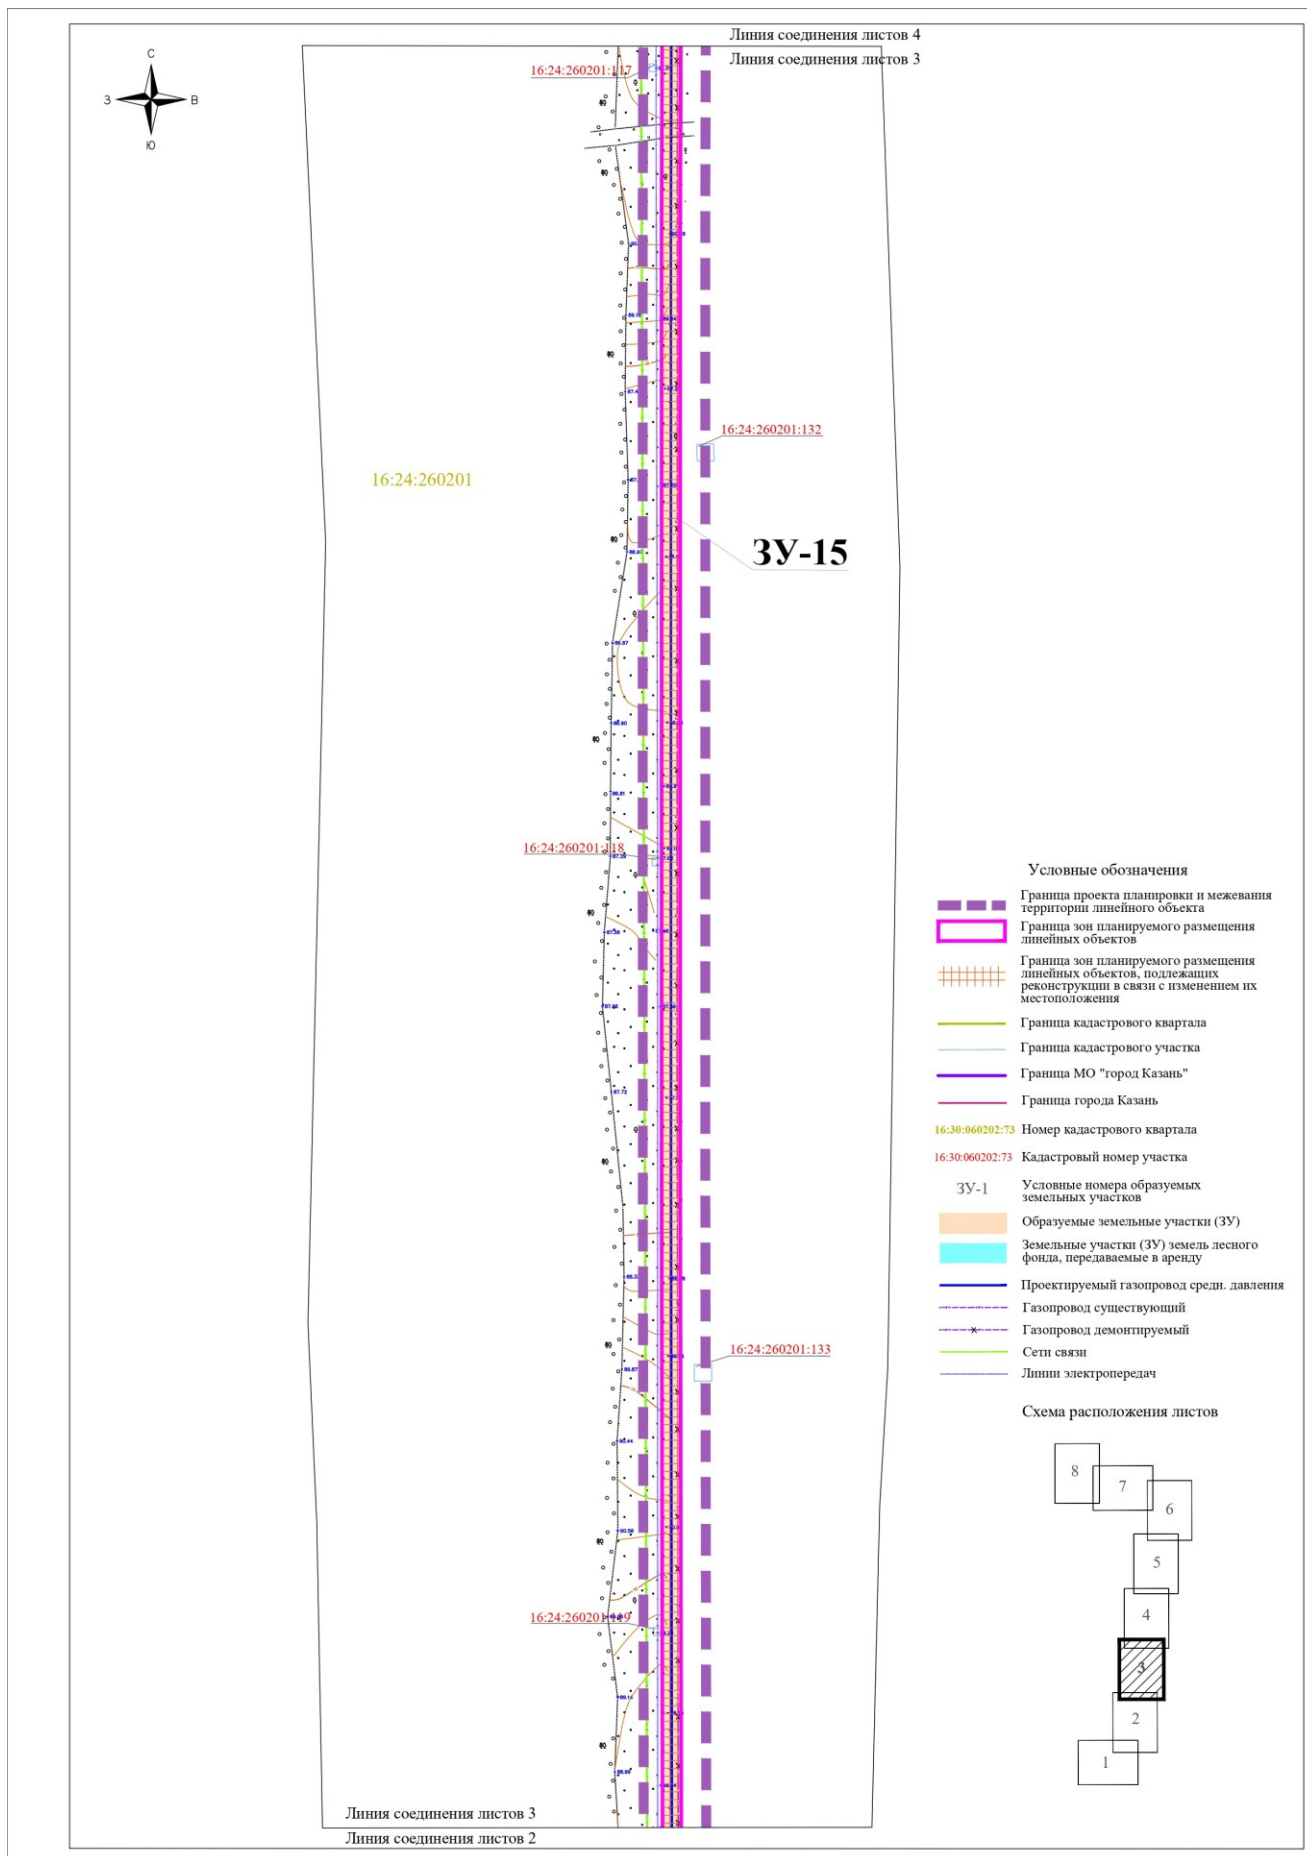 Линия соединения листов 4
Линия соединения листов 3
С
З
В
Ю
16:24:260201:117
16:24:260201:132
16:24:260201
ЗУ-15
16:24:260201:118
16:24:260201:133
16:24:260201:119
Линия соединения листов 3
Линия соединения листов 2
Условные обозначения
Граница проекта планировки и межевания
территории линейного объекта
Граница зон планируемого размещения
линейных объектов
Граница зон планируемого размещения
линейных объектов, подлежащих
реконструкции в связи с изменением их
местоположения
Граница кадастрового квартала
Граница кадастрового участка
Граница МО "город Казань"
Граница города Казань
16:30:060202:73 Номер кадастрового квартала
16:30:060202:73 Кадастровый номер участка
ЗУ-1
Условные номера образуемых
земельных участков
Образуемые земельные участки (ЗУ)
Земельные участки (ЗУ) земель лесного
фонда, передаваемые в аренду
Проектируемый газопровод средн. давления
Газопровод существующий
Газопровод демонтируемый
Сети связи
Линии электропередач
Схема расположения листов
8
7
6
5
4
3
2
1